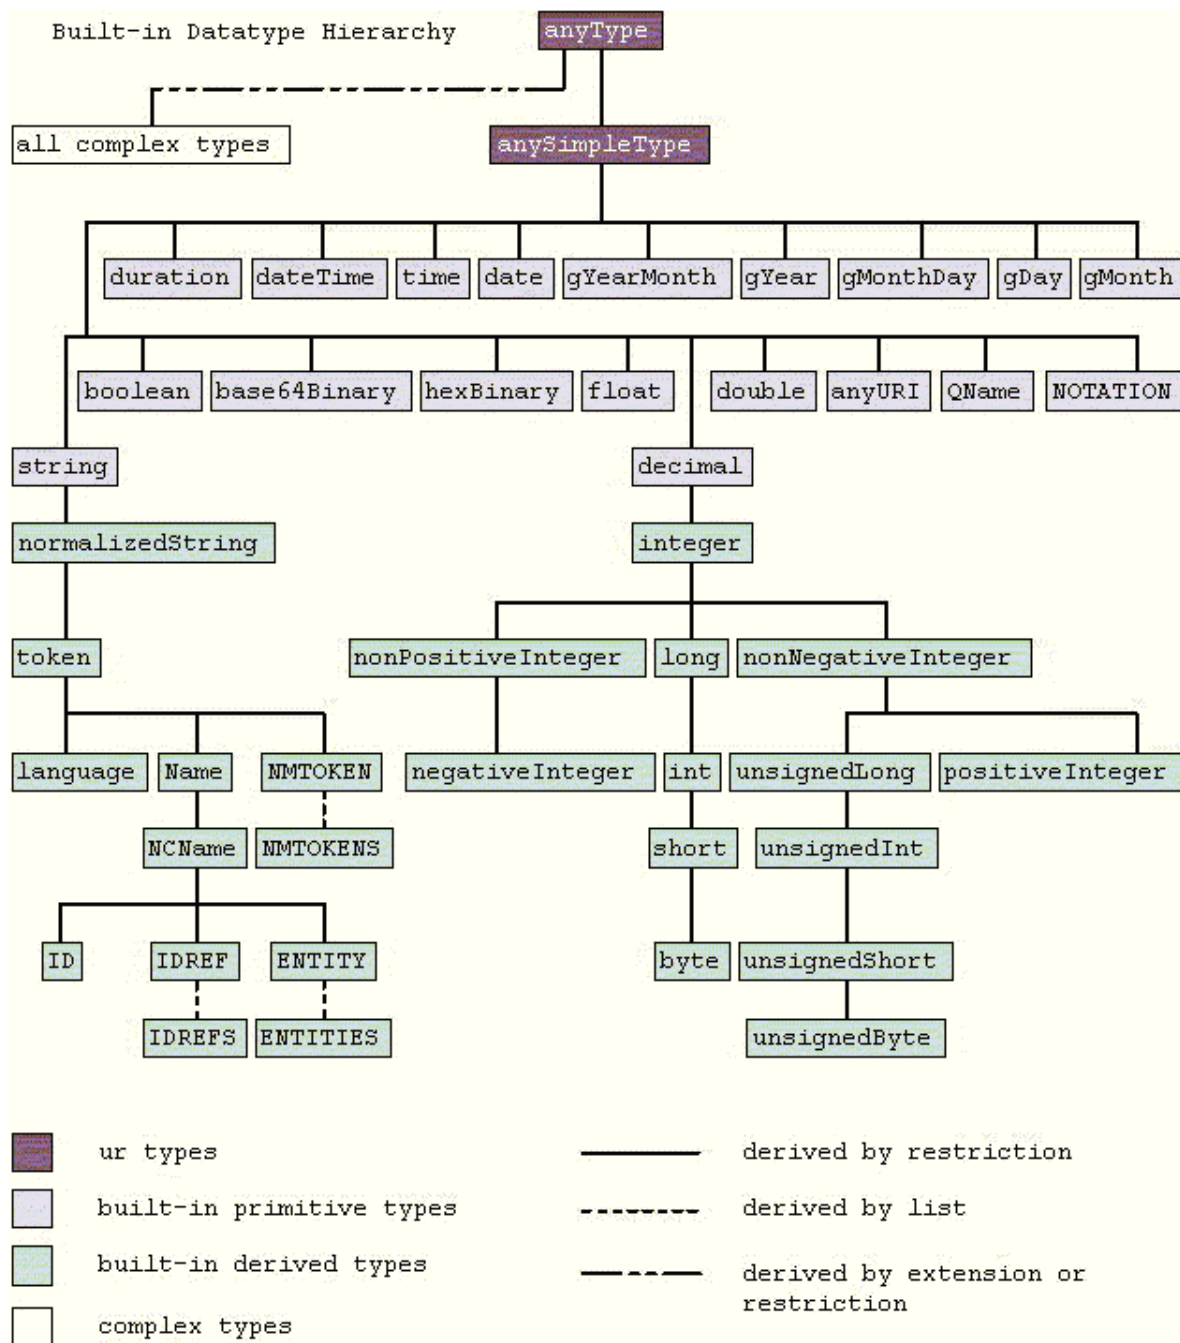 Built-in Datatype Hierarchy anyType
all complex types anySimpleType
duration dateTime time date gYearMonth gYear gMonthDay gDay gMonth
boolean base64Binary hexBinary float double anyURI QName NOTATION
string decimal
normalizedString integer
token nonPositiveInteger long nonNegativeInteger
language Name NMTOKEN negativeInteger int unsignedLong positiveInteger
NCName NMTOKENS short unsignedInt
ID IDREF ENTITY byte unsignedShort
IDREFS ENTITIES unsignedByte
ur types derived by restriction
built-in primitive types derived by list
built-in derived types derived by extension or
restriction
complex types